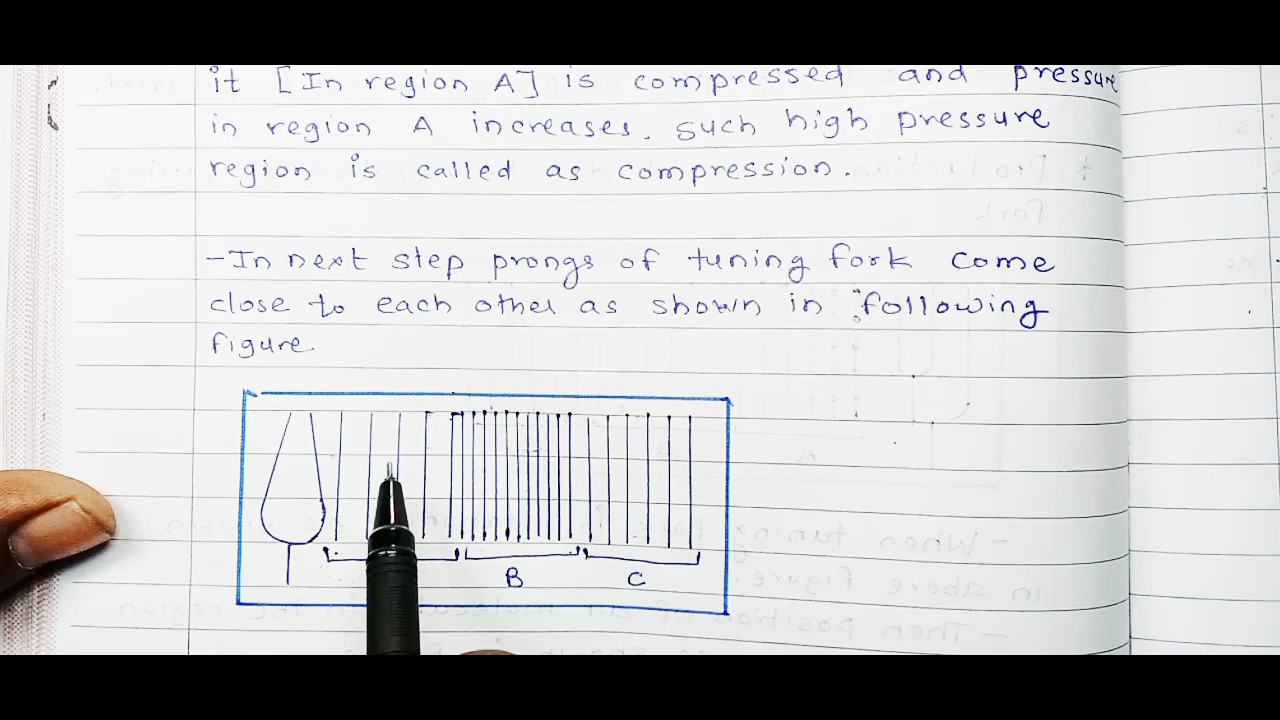 it [In region A] is compressed and pressure
in region A increases. such high pressure
region is called as compression.
-In next step prongs of tuning fork come
close to each other as shown in following
figure
B
C